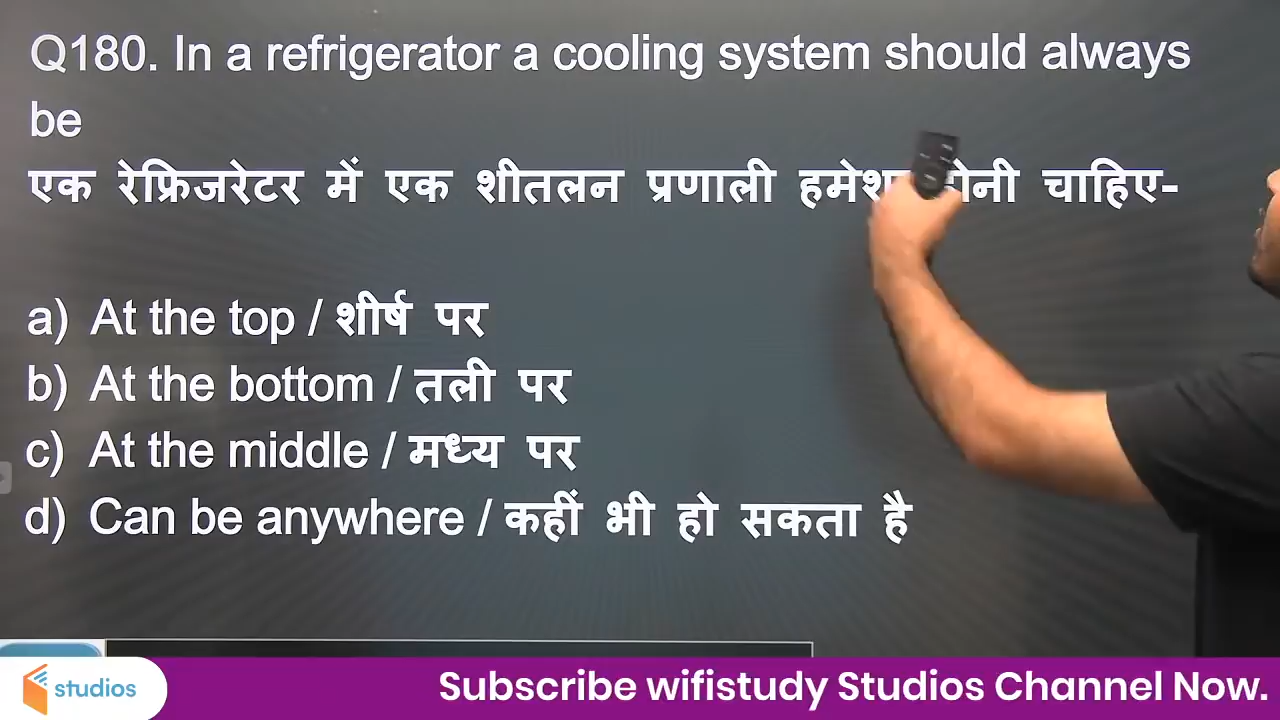 Q180. In a refrigerator a cooling system should always
be
एक रेफ्रिजरेटर में एक शीतलन प्रणाली चाहिए-
a) At the top / शीर्ष पर
b) At the bottom / तली पर
c) At the middle / मध्य पर
d) Can be anywhere / कहीं भी हो सकता है
studios
Subscribe wifistudy Studios Channel Now.